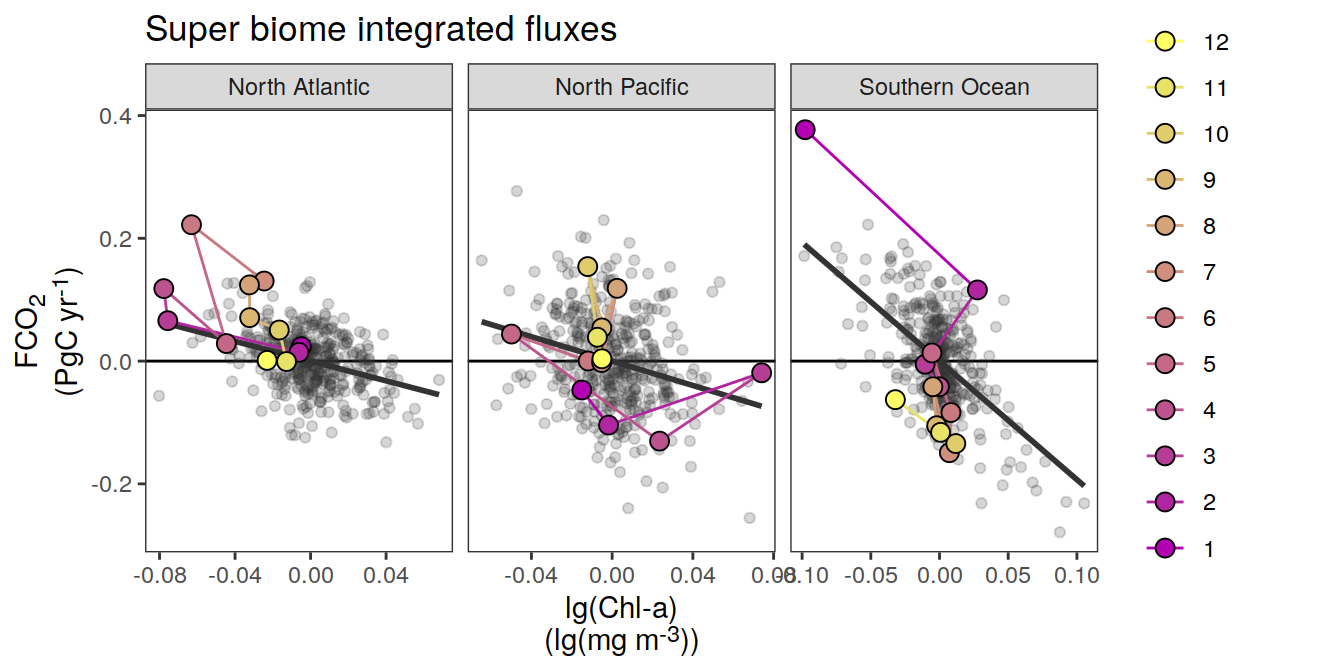 Super biome integrated fluxes
North Atlantic North Pacific Southern Ocean
0.4
0.2
0.0
-0.2
FCO2
(PgC yr-1)
-0.08 -0.04 0.00 0.04 -0.04 0.00 0.04 0.08 -0.10 -0.05 0.00 0.05 0.10
lg(Chl-a)
(lg(mg m-3))
12
11
10
9
8
7
6
5
4
3
2
1